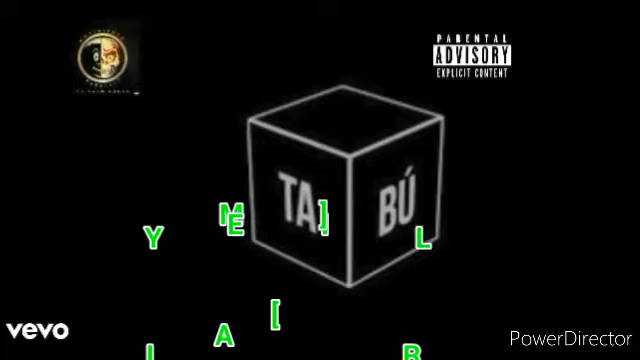 PARENTAL
ADVISORY
EXPLICIT CONTENT
TA BÚ
M ]
Y E L
[
A
vevo
PowerDirector